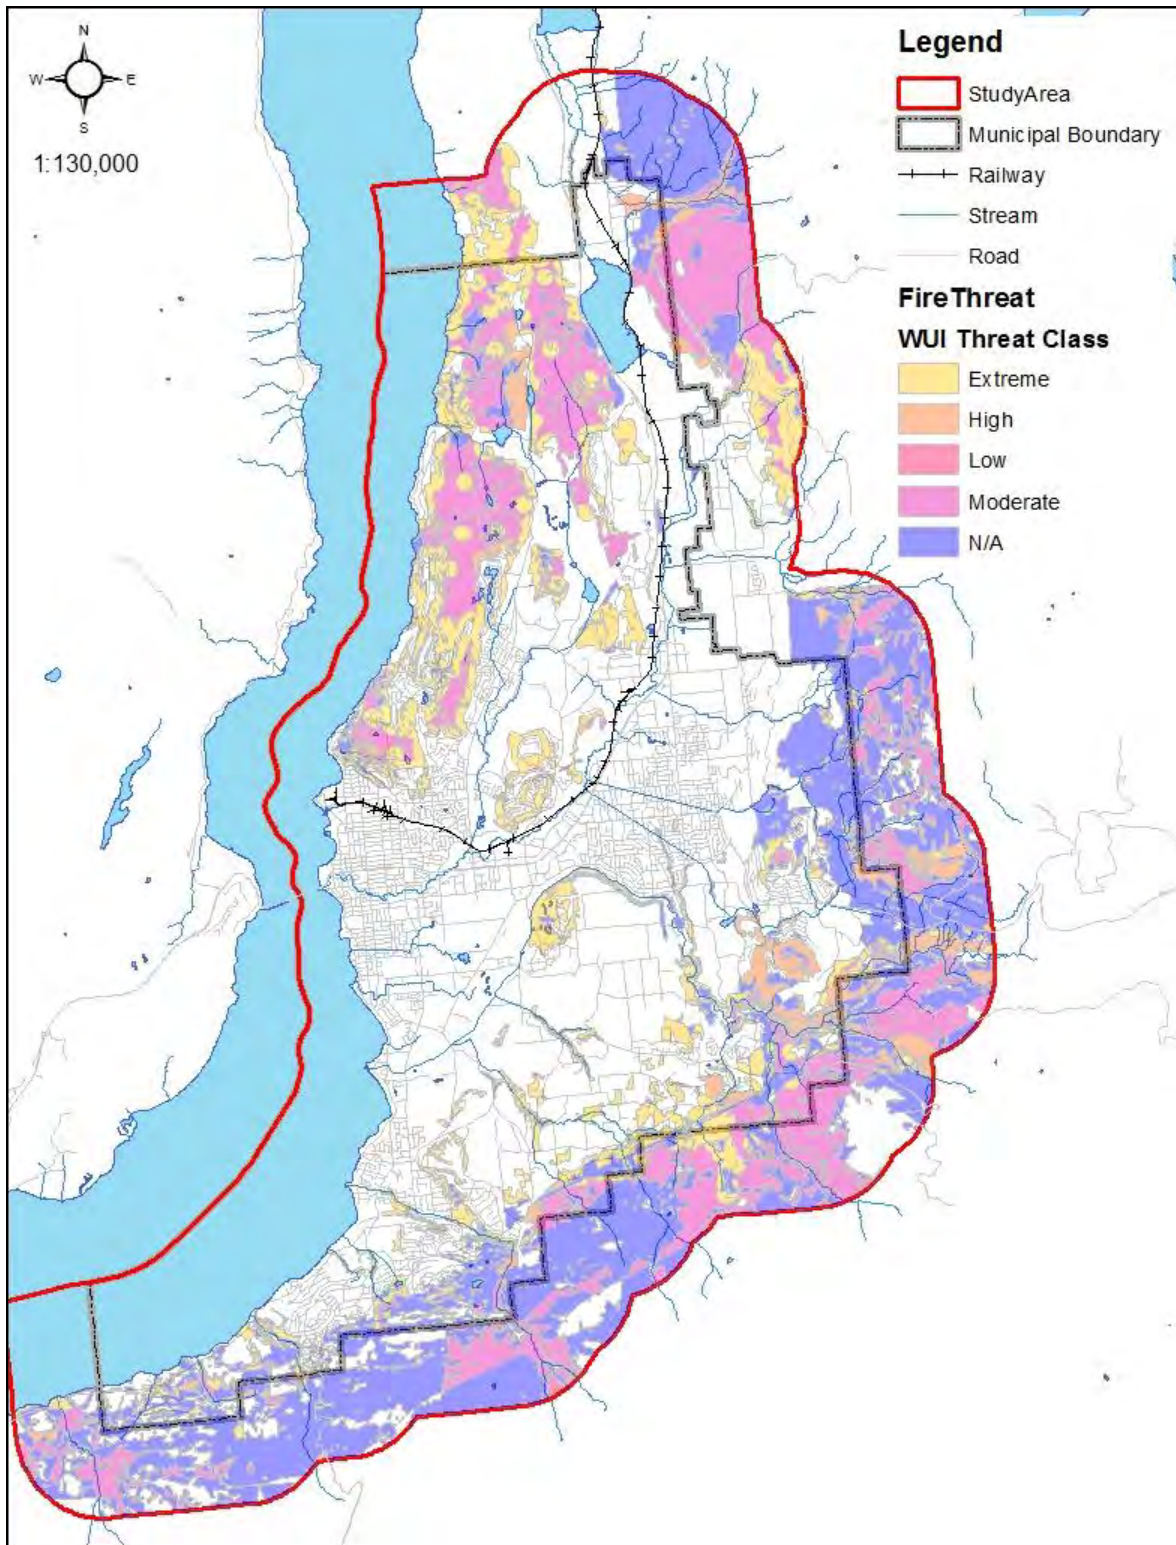 N
W E
S
1:130,000
Legend
StudyArea
Municipal Boundary
Railway
Stream
Road
FireThreat
WUI Threat Class
Extreme
High
Low
Moderate
N/A